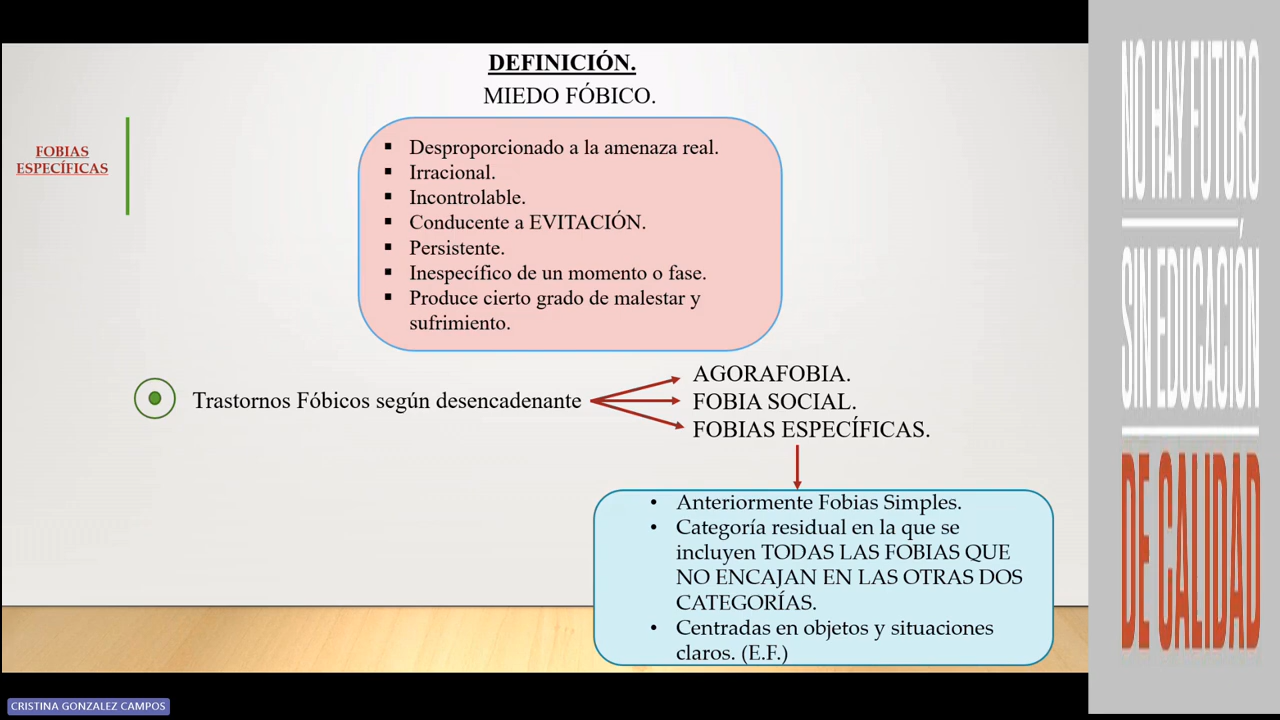 DEFINICIÓN.
MIEDO FÓBICO.
FOBIAS
ESPECÍFICAS
▪ Desproporcionado a la amenaza real.
▪ Irracional.
▪ Incontrolable.
▪ Conducente a EVITACIÓN.
▪ Persistente.
▪ Inespecífico de un momento o fase.
▪ Produce cierto grado de malestar y
sufrimiento.
Trastornos Fóbicos según desencadenante
AGORAFOBIA.
FOBIA SOCIAL.
FOBIAS ESPECÍFICAS.
• Anteriormente Fobias Simples.
• Categoría residual en la que se
incluyen TODAS LAS FOBIAS QUE
NO ENCAJAN EN LAS OTRAS DOS
CATEGORÍAS.
• Centradas en objetos y situaciones
claros. (E.F.)
NO HAY FUTURO
SIN EDUCACIÓN
DE CALIDAD
CRISTINA GONZALEZ CAMPOS